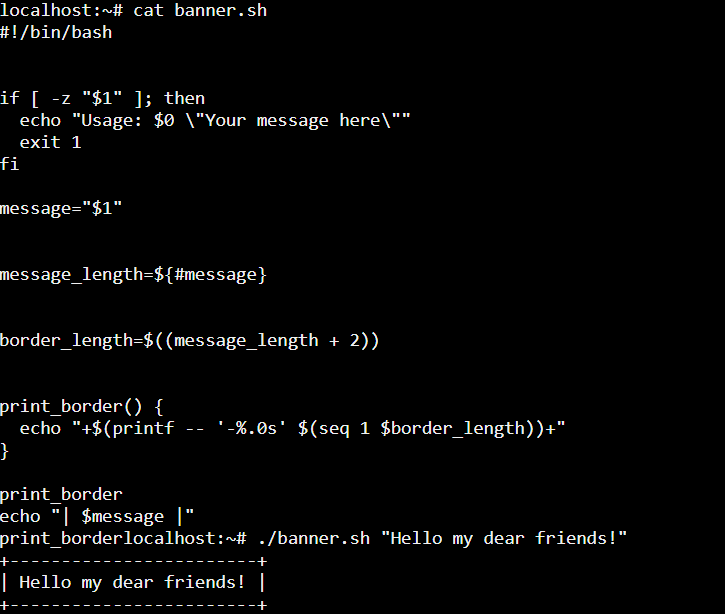 localhost:~# cat banner.sh
#!/bin/bash
if [ -z "$1" ]; then
  echo "Usage: $0 \"Your message here\""
  exit 1
fi
message="$1"
message_length=${#message}
border_length=$((message_length + 2))
print_border() {
  echo "+$(printf -- '-%.0s' $(seq 1 $border_length))+"
}
print_border
echo "| $message |"
print_borderlocalhost:~# ./banner.sh "Hello my dear friends!"
+------------------------+
| Hello my dear friends! |
+------------------------+